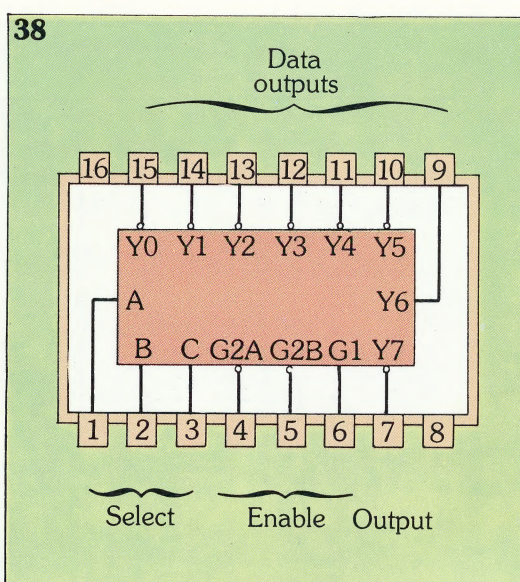 38
Data
outputs
16 15 14 13 12 11 10 9
Y0 Y1 Y2 Y3 Y4 Y5
A Y6
B C G2A G2B G1 Y7
1 2 3 4 5 6 7 8
Select Enable Output